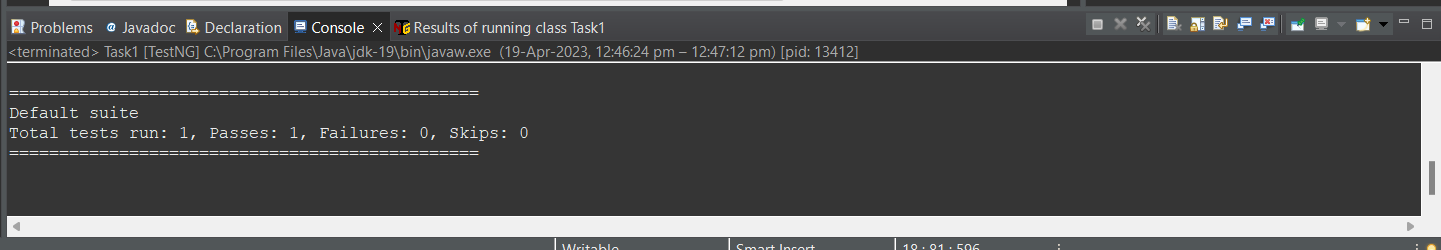 Problems @ Javadoc Declaration Console Results of running class Task1
<terminated> Task1 [TestNG] C:\Program Files\Java\jdk-19\bin\javaw.exe (19-Apr-2023, 12:46:24 pm – 12:47:12 pm) [pid: 13412]
===============================================
Default suite
Total tests run: 1, Passes: 1, Failures: 0, Skips: 0
===============================================
Writable Smart Insert 18 : 81 : 596